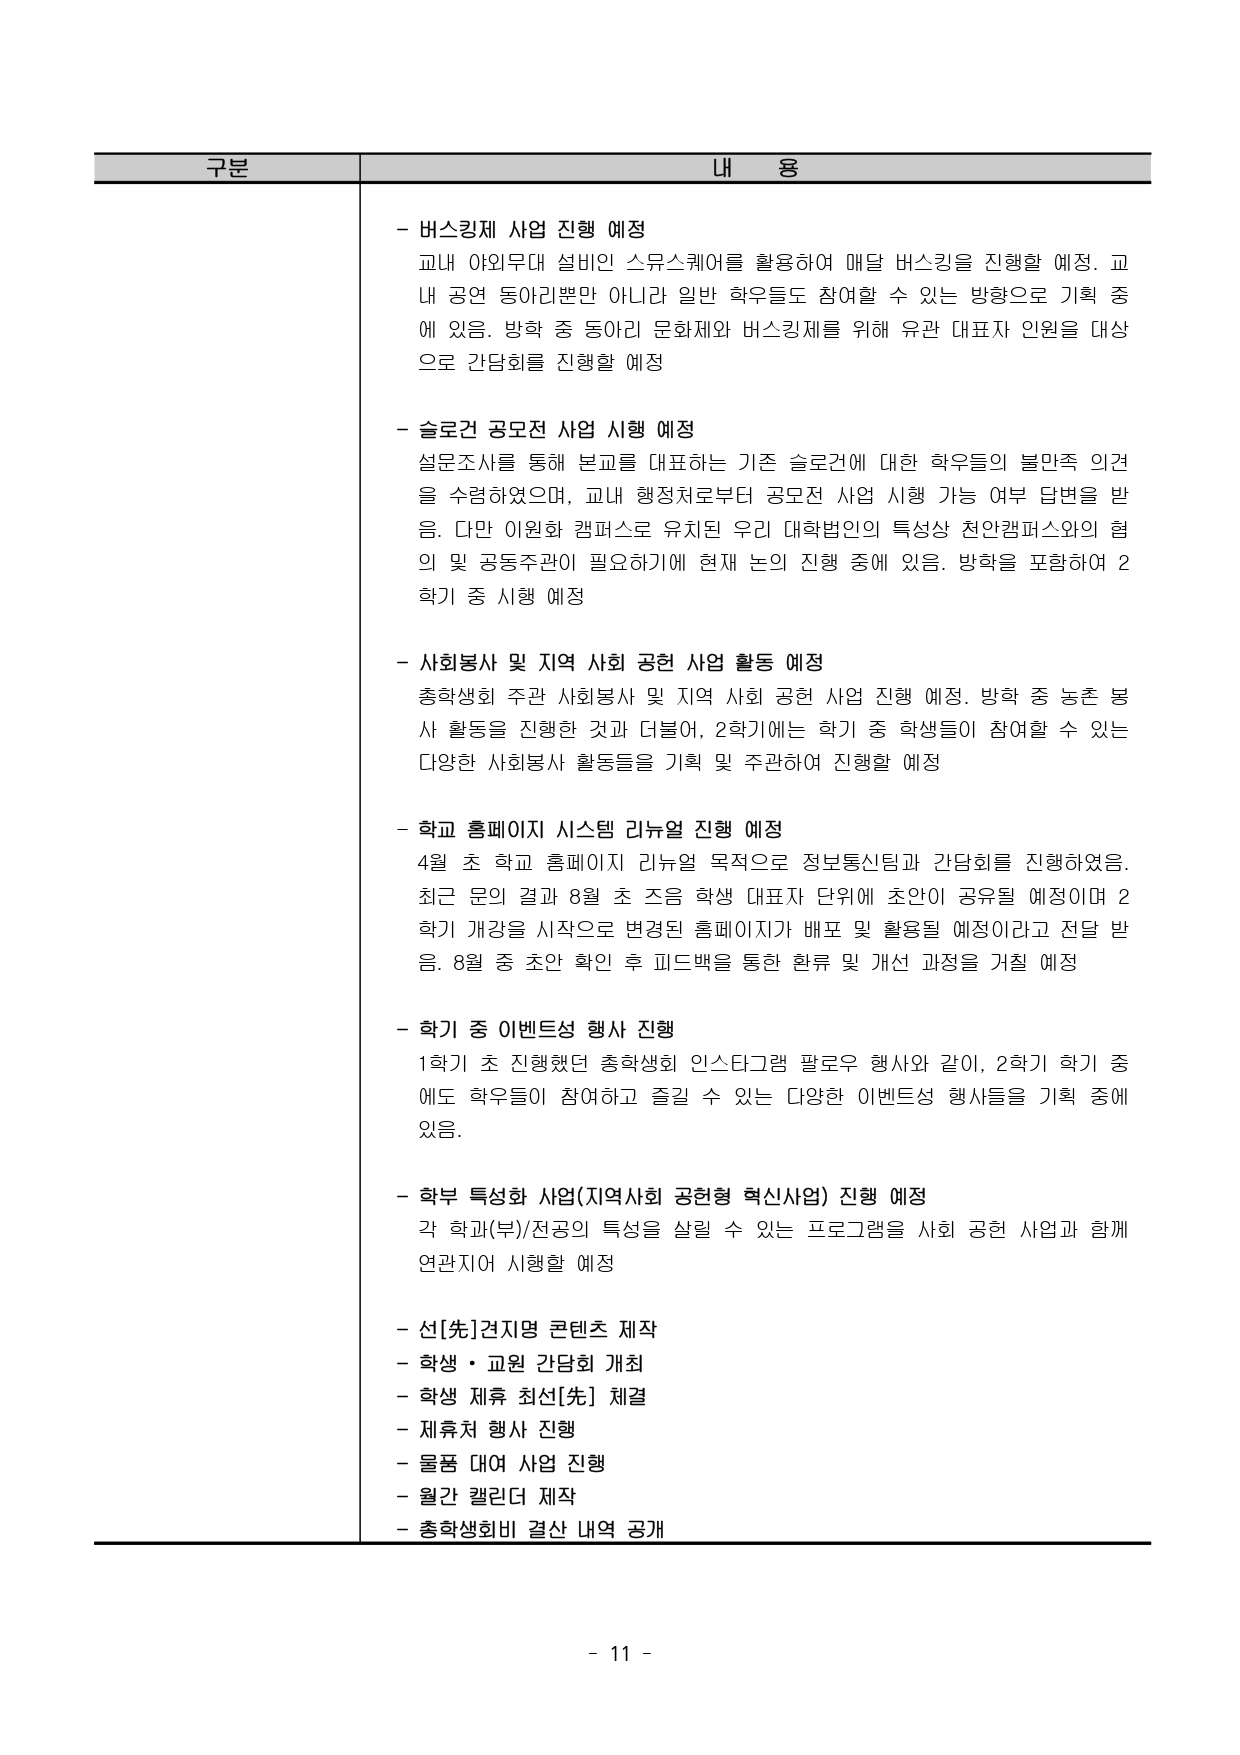 구분 내 용
- 버스킹제 사업 진행 예정
교내 야외무대 설비인 스뮤스퀘어를 활용하여 매달 버스킹을 진행할 예정. 교
내 공연 동아리뿐만 아니라 일반 학우들도 참여할 수 있는 방향으로 기획 중
에 있음. 방학 중 동아리 문화제와 버스킹제를 위해 유관 대표자 인원을 대상
으로 간담회를 진행할 예정
- 슬로건 공모전 사업 시행 예정
설문조사를 통해 본교를 대표하는 기존 슬로건에 대한 학우들의 불만족 의견
을 수렴하였으며, 교내 행정처로부터 공모전 사업 시행 가능 여부 답변을 받
음. 다만 이원화 캠퍼스로 유치된 우리 대학법인의 특성상 천안캠퍼스와의 협
의 및 공동주관이 필요하기에 현재 논의 진행 중에 있음. 방학을 포함하여 2
학기 중 시행 예정
- 사회봉사 및 지역 사회 공헌 사업 활동 예정
총학생회 주관 사회봉사 및 지역 사회 공헌 사업 진행 예정. 방학 중 농촌 봉
사 활동을 진행한 것과 더불어, 2학기에는 학기 중 학생들이 참여할 수 있는
다양한 사회봉사 활동들을 기획 및 주관하여 진행할 예정
- 학교 홈페이지 시스템 리뉴얼 진행 예정
4월 초 학교 홈페이지 리뉴얼 목적으로 정보통신팀과 간담회를 진행하였음.
최근 문의 결과 8월 초 즈음 학생 대표자 단위에 초안이 공유될 예정이며 2
학기 개강을 시작으로 변경된 홈페이지가 배포 및 활용될 예정이라고 전달 받
음. 8월 중 초안 확인 후 피드백을 통한 환류 및 개선 과정을 거칠 예정
- 학기 중 이벤트성 행사 진행
1학기 초 진행했던 총학생회 인스타그램 팔로우 행사와 같이, 2학기 학기 중
에도 학우들이 참여하고 즐길 수 있는 다양한 이벤트성 행사들을 기획 중에
있음.
- 학부 특성화 사업(지역사회 공헌형 혁신사업) 진행 예정
각 학과(부)/전공의 특성을 살릴 수 있는 프로그램을 사회 공헌 사업과 함께
연관지어 시행할 예정
- 선[先]견지명 콘텐츠 제작
- 학생 • 교원 간담회 개최
- 학생 제휴 최선[先] 체결
- 제휴처 행사 진행
- 물품 대여 사업 진행
- 월간 캘린더 제작
- 총학생회비 결산 내역 공개
- 11 -